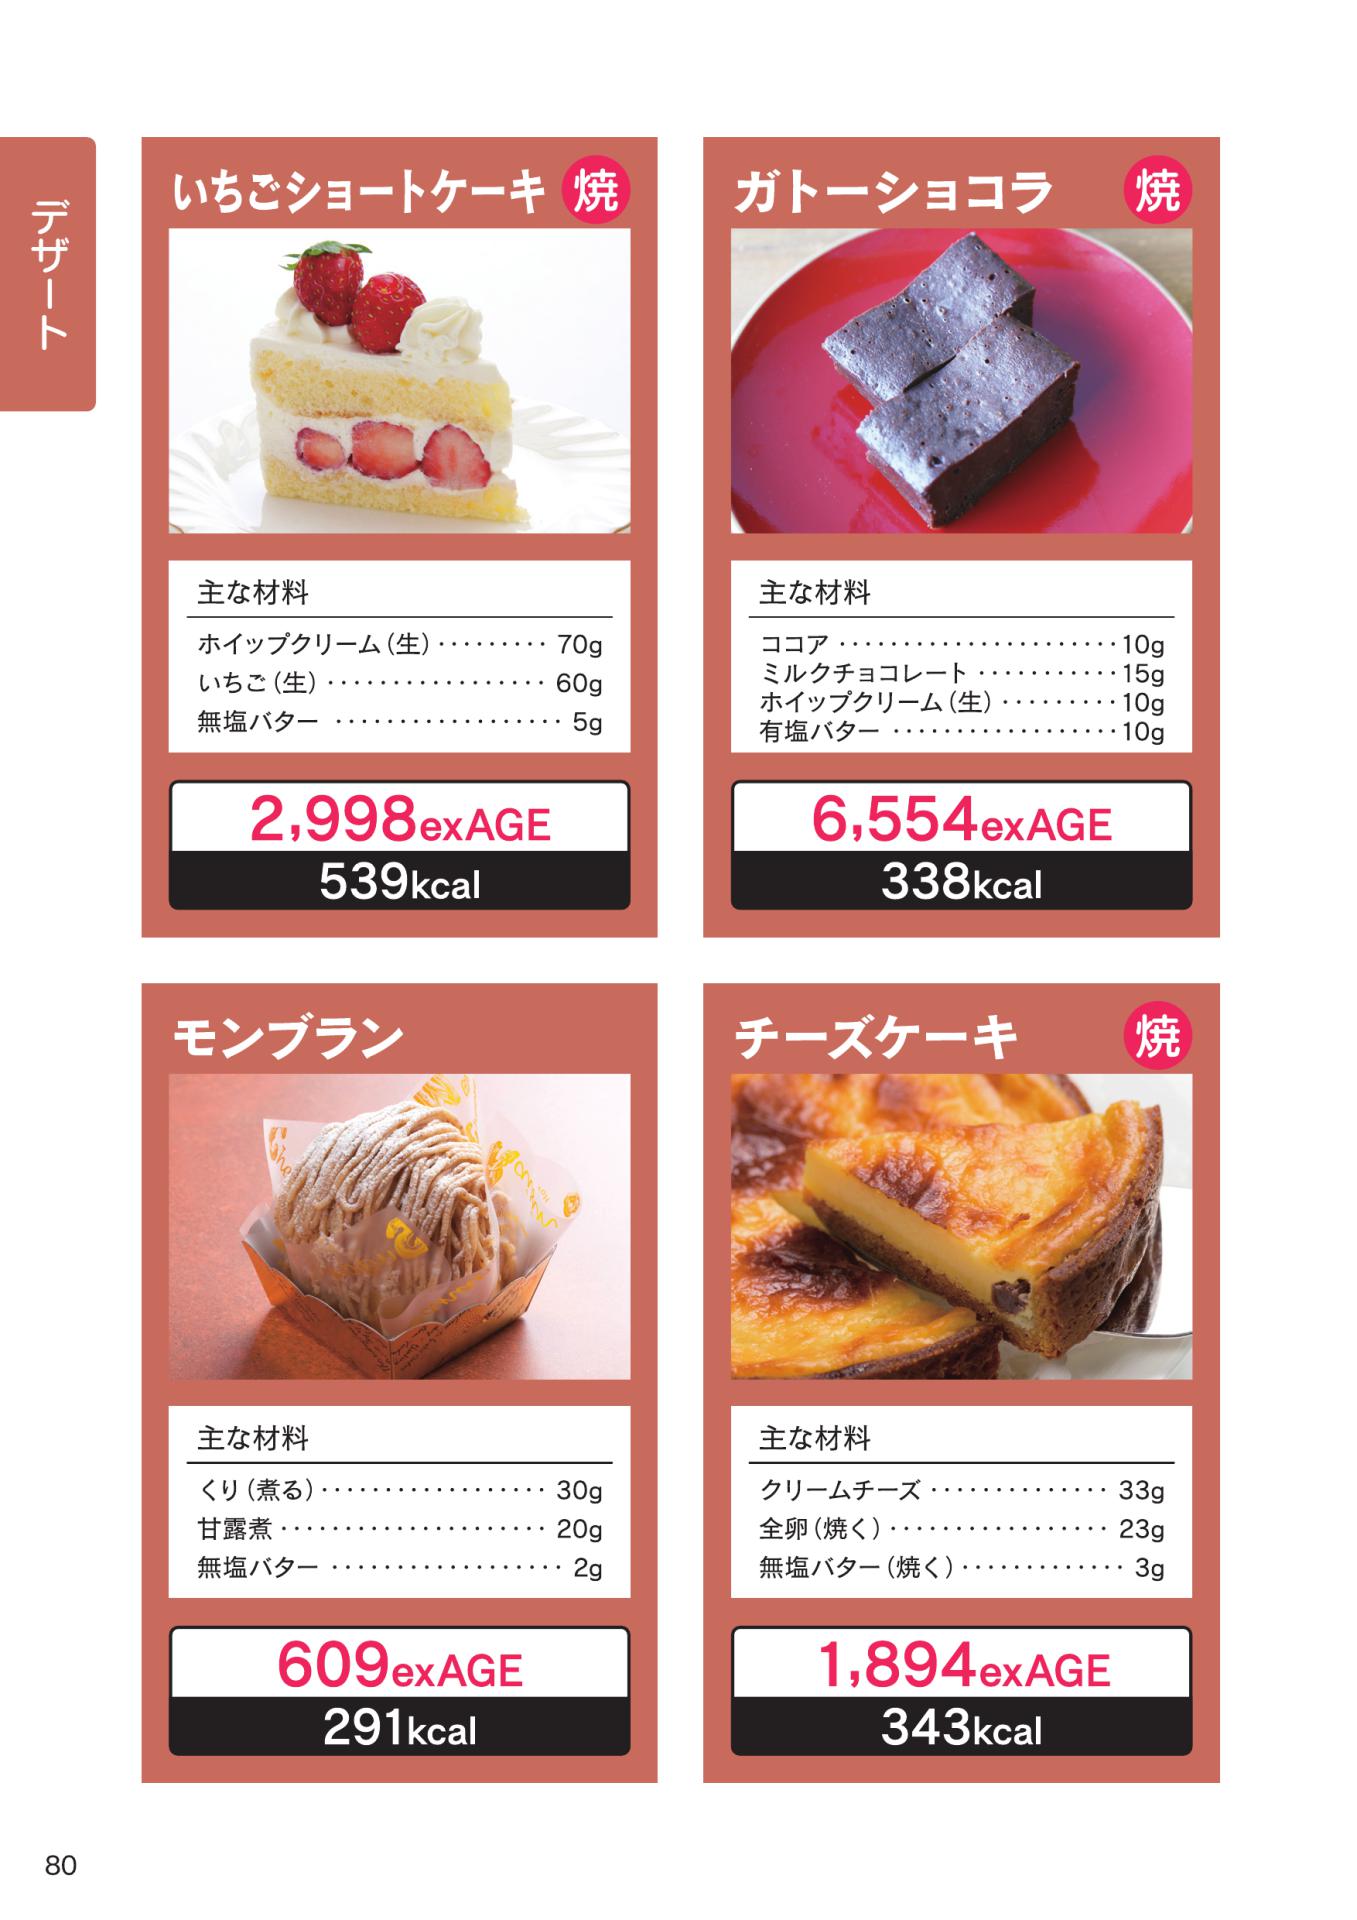 デザート
いちごショートケーキ 焼
主な材料
ホイップクリーム（生）‥‥‥‥‥ 70g
いちご（生）‥‥‥‥‥‥‥‥‥ 60g
無塩バター ‥‥‥‥‥‥‥‥‥ 5g
2,998exAGE
539kcal
ガトーショコラ 焼
主な材料
ココア ‥‥‥‥‥‥‥‥‥‥‥10g
ミルクチョコレート ‥‥‥‥‥‥15g
ホイップクリーム（生）‥‥‥‥‥10g
有塩バター ‥‥‥‥‥‥‥‥‥10g
6,554exAGE
338kcal
モンブラン
主な材料
くり（煮る）‥‥‥‥‥‥‥‥‥ 30g
甘露煮‥‥‥‥‥‥‥‥‥‥‥ 20g
無塩バター ‥‥‥‥‥‥‥‥‥ 2g
609exAGE
291kcal
チーズケーキ 焼
主な材料
クリームチーズ ‥‥‥‥‥‥‥ 33g
全卵（焼く）‥‥‥‥‥‥‥‥‥ 23g
無塩バター（焼く）‥‥‥‥‥‥‥ 3g
1,894exAGE
343kcal
80